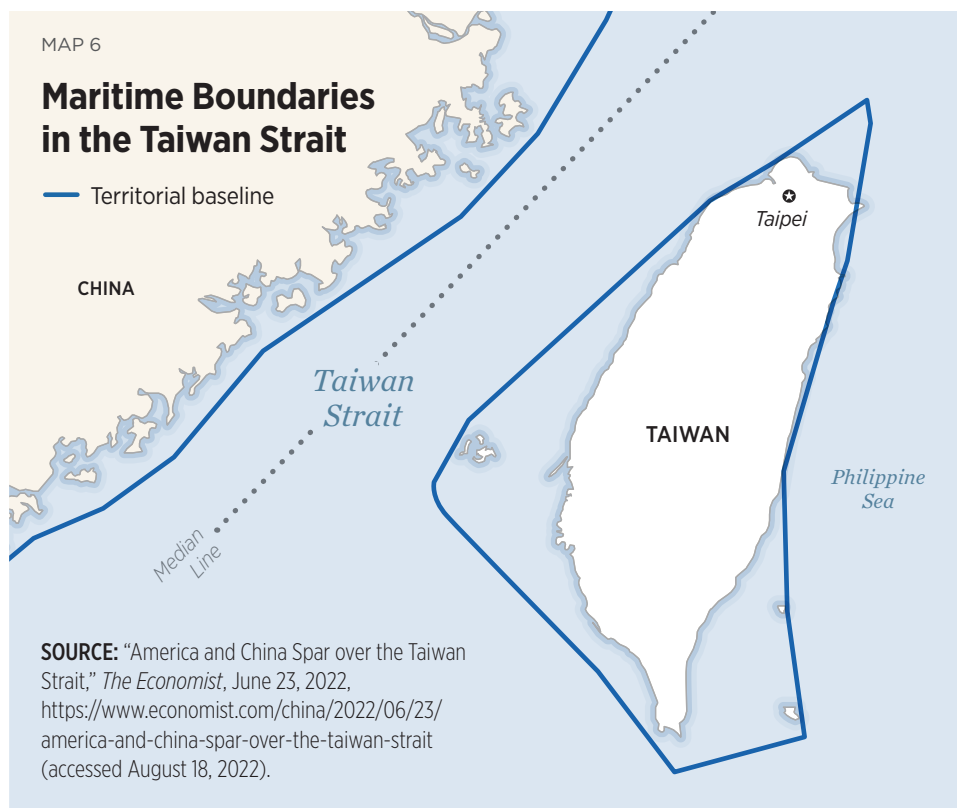 MAP 6
Maritime Boundaries
in the Taiwan Strait
Territorial baseline
CHINA
Taipei
Taiwan
Strait
TAIWAN
Philippine
Sea
Median
Line
SOURCE: “America and China Spar over the Taiwan
Strait,” The Economist, June 23, 2022,
https://www.economist.com/china/2022/06/23/
america-and-china-spar-over-the-taiwan-strait
(accessed August 18, 2022).